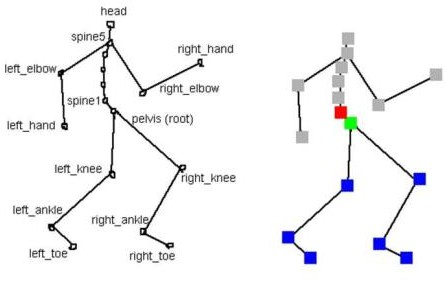 head
spine5
right_hand
left_elbow
right_elbow
spine1
pelvis (root)
left_hand
left_knee
right_knee
left_ankle
right_ankle
left_toe
right_toe